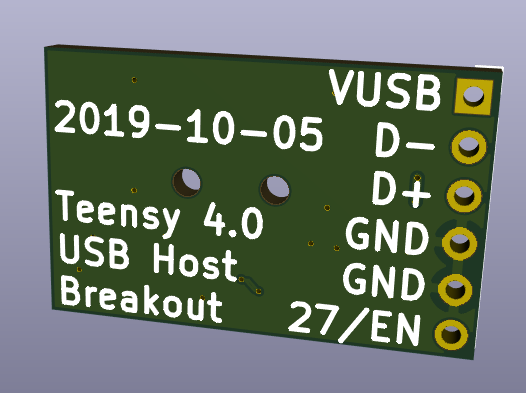 VUSB
2019-10-05
D-
D+
Teensy 4.0
GND
USB Host
GND
Breakout
27/EN